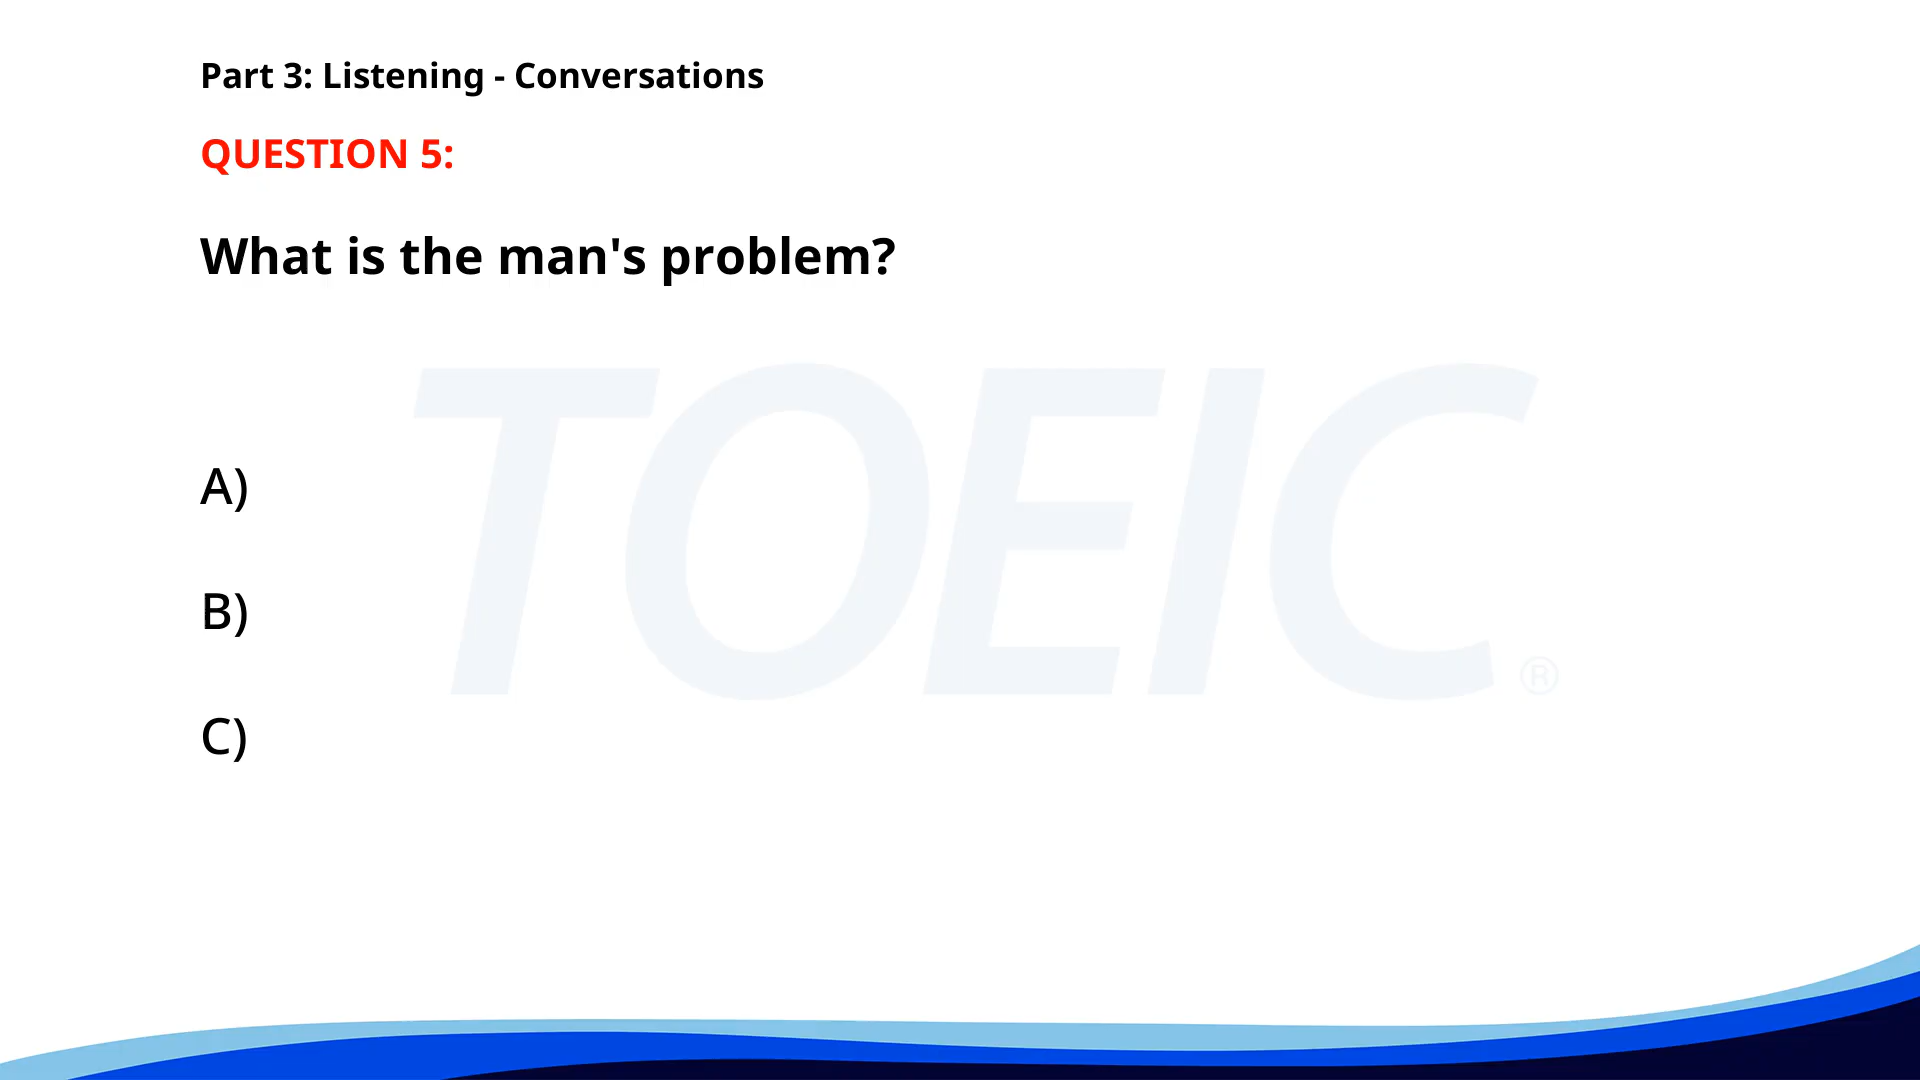 Part 3: Listening - Conversations
QUESTION 5:
What is the man's problem?
TOEIC®
A)
B)
C)